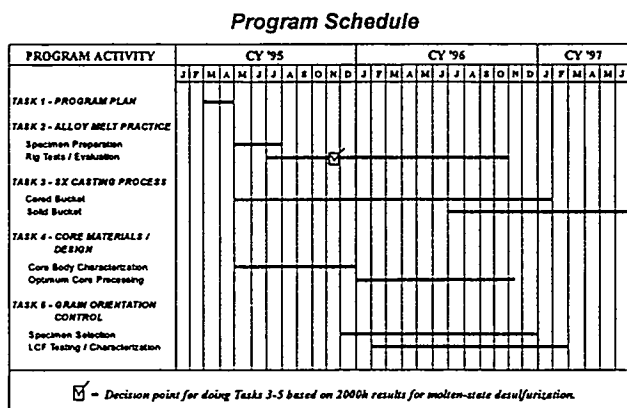 Program Schedule
PROGRAM ACTIVITY CY '95 CY '96 CY '97
J F M A M J J A S O N D J F M A M J J A S O N D J F M A M J
TASK 1 - PROGRAM PLAN
TASK 2 - ALLOY MELT PRACTICE
Specimen Preparation
Rig Tests / Evaluation
TASK 3 - SX CASTING PROCESS
Cored Bucket
Solid Bucket
TASK 4 - CORE MATERIALS /
DESIGN
Core Body Characterization
Optimum Core Processing
TASK 5 - GRAIN ORIENTATION
CONTROL
Specimen Selection
LCF Testing / Characterization
= Decision point for doing Tasks 3-5 based on 2000h results for molten-state desulfurization.